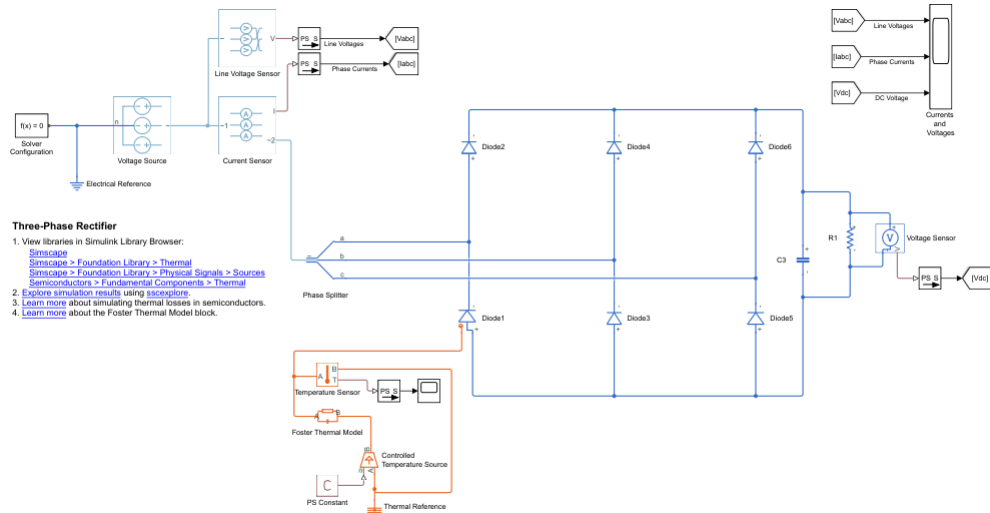 V
PS S
Line Voltages
[Vabc]
Line Voltage Sensor
PS S
Phase Currents
[Iabc]
[Vabc]
Line Voltages
[Iabc]
Phase Currents
[Vdc]
DC Voltage
Currents
and
Voltages
f(x) = 0
Solver
Configuration
n
Voltage Source
~
~1
I
~2
Current Sensor
Electrical Reference
Diode2
Diode4
Diode6
Three-Phase Rectifier
1. View libraries in Simulink Library Browser:
Simscape
Simscape > Foundation Library > Thermal
Simscape > Foundation Library > Physical Signals > Sources
Semiconductors > Fundamental Components > Thermal
2. Explore simulation results using sscexplore.
3. Learn more about simulating thermal losses in semiconductors.
4. Learn more about the Foster Thermal Model block.
a
b
c
Phase Splitter
C3
R1
V
V
Voltage Sensor
PS S
[Vdc]
Diode1
Diode3
Diode5
A
B
T
Temperature Sensor
PS S
A
B
Foster Thermal Model
B
S
A
Controlled
Temperature Source
C
PS Constant
Thermal Reference